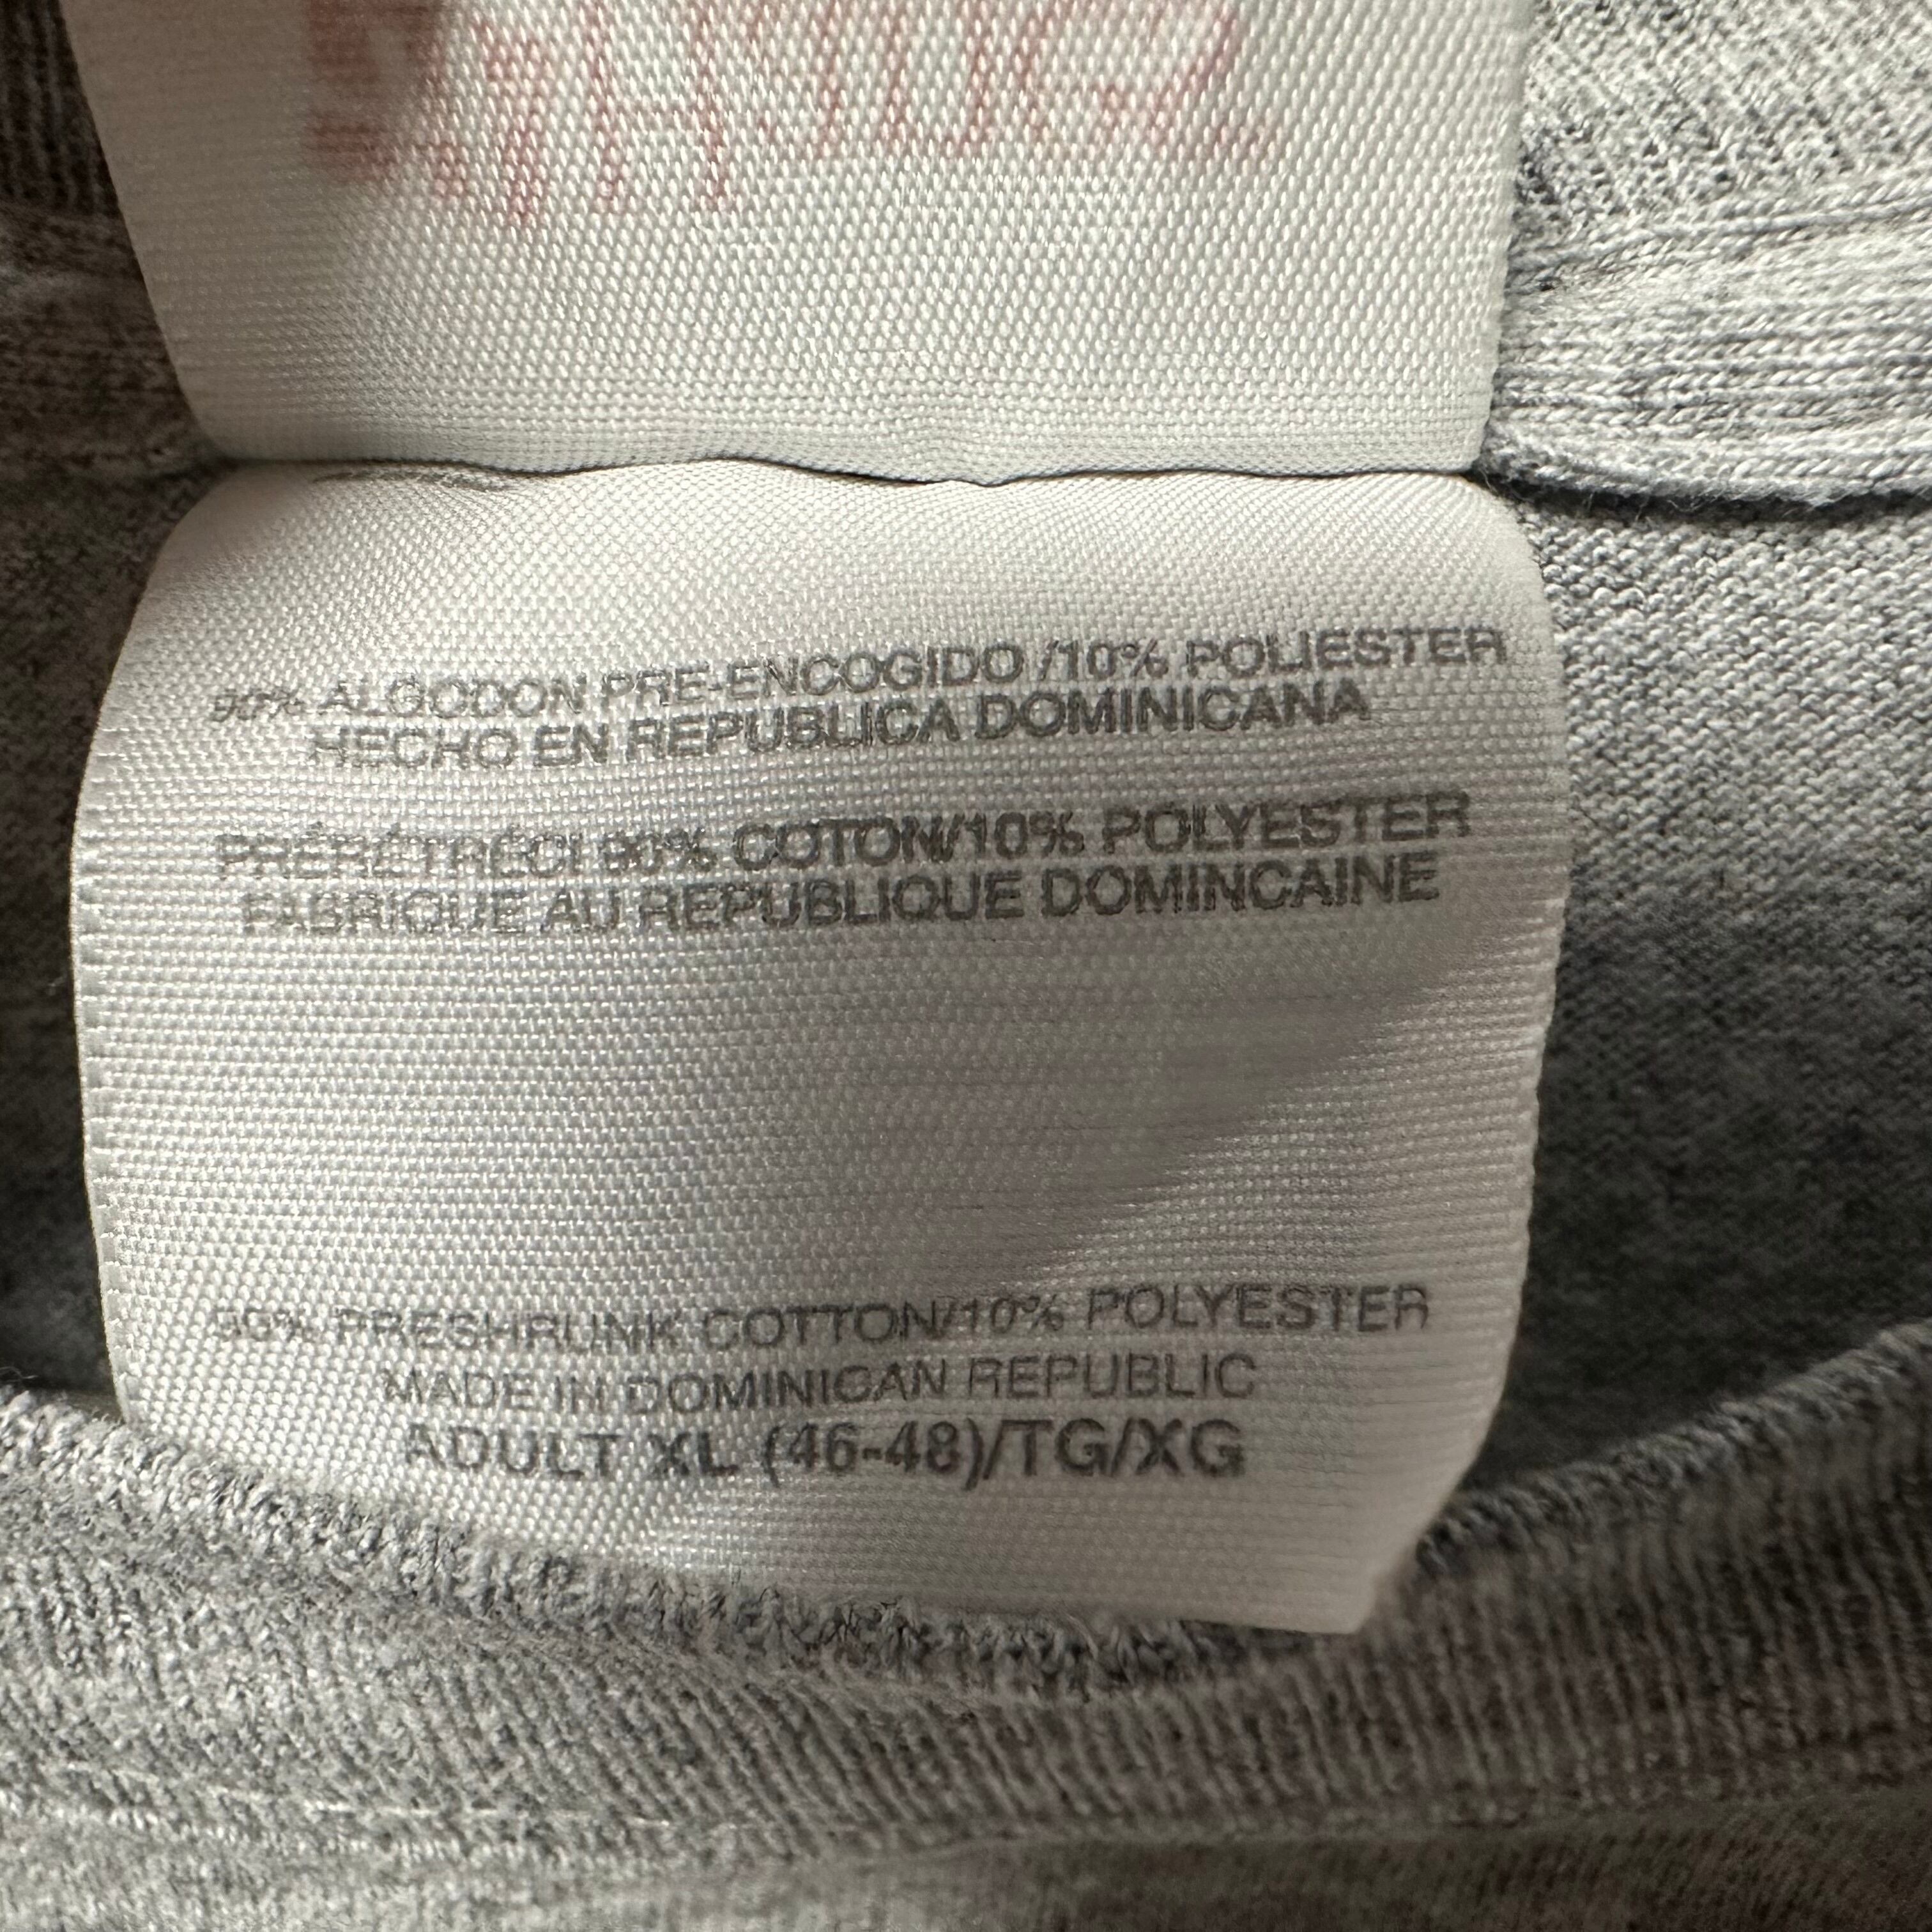 90% ALGODON PRE-ENCOGIDO /10% POLIESTER
HECHO EN REPUBLICA DOMINICANA
PRÉRÉTRÉCI 90% COTON/10% POLYESTER
FABRIQUE AU REPUBLIQUE DOMINCAINE
90% PRESHRUNK COTTON/10% POLYESTER
MADE IN DOMINICAN REPUBLIC
ADULT XL (46-48)/TG/XG